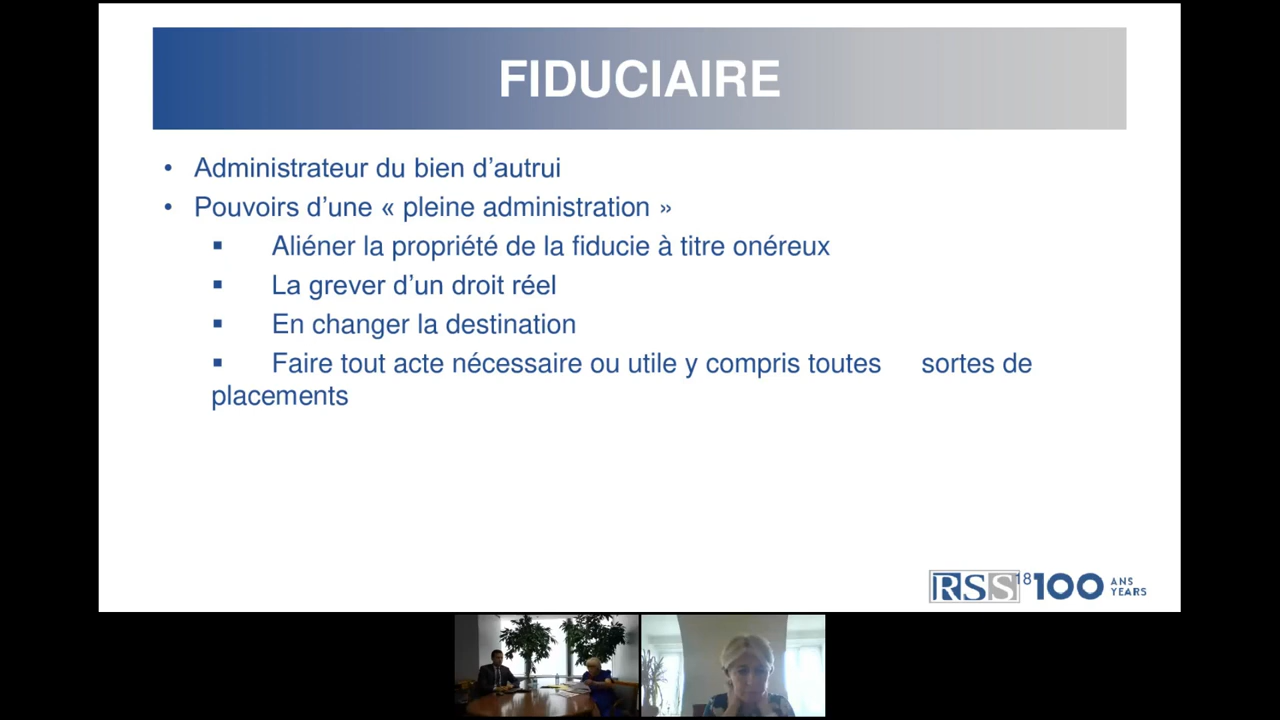 FIDUCIAIRE
• Administrateur du bien d’autrui
• Pouvoirs d’une « pleine administration »
▪ Aliéner la propriété de la fiducie à titre onéreux
▪ La grever d’un droit réel
▪ En changer la destination
▪ Faire tout acte nécessaire ou utile y compris toutes sortes de
placements
RSS 18 100 ANS
YEARS